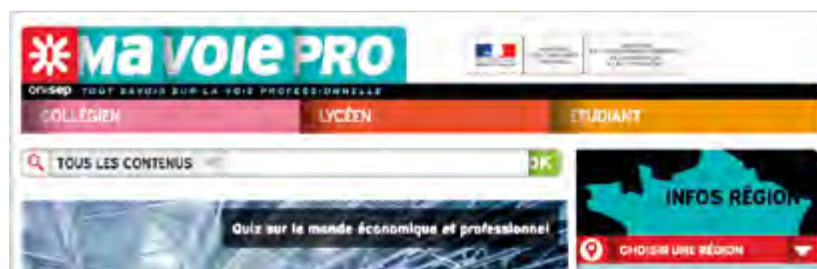 Ma voie PRO
onisep TOUT SAVOIR SUR LA VOIE PROFESSIONNELLE
COLLÉGIEN LYCÉEN ÉTUDIANT
TOUS LES CONTENUS OK
INFOS RÉGION
Quiz sur le monde économique et professionnel
CHOISIR UNE RÉGION